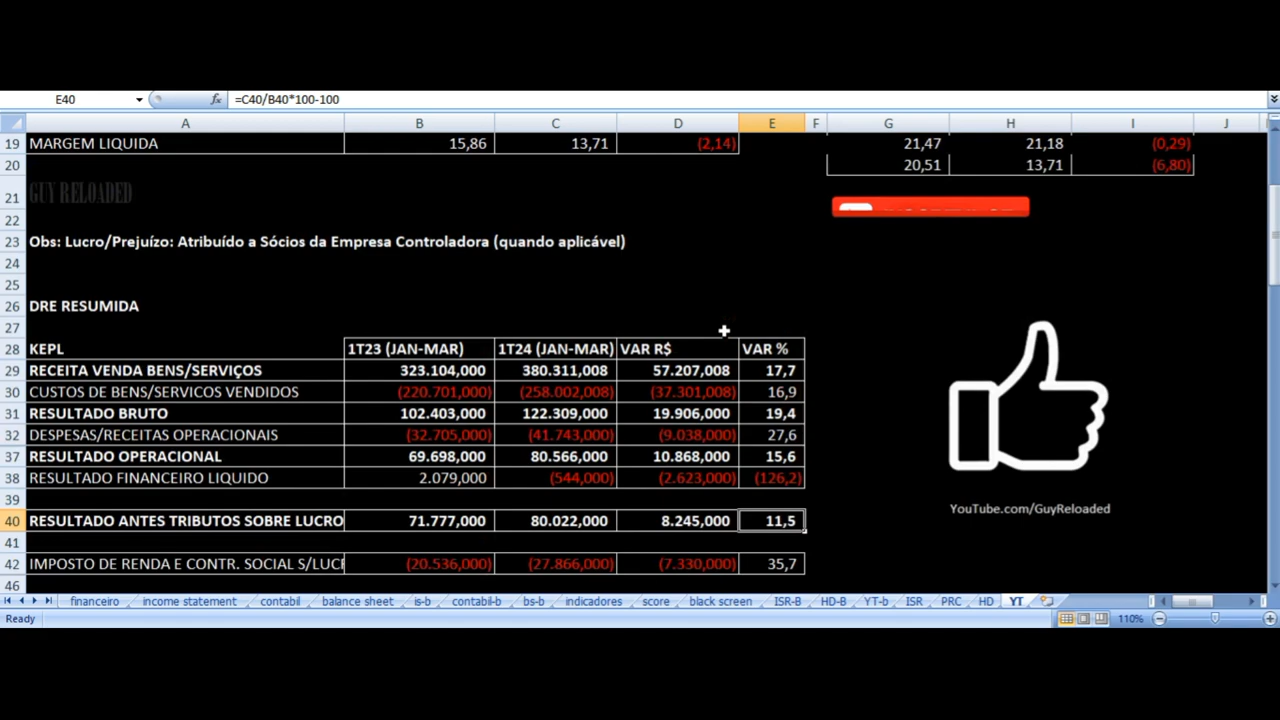 E40 fx =C40/B40*100-100
A B C D E F G H I J
19 MARGEM LIQUIDA 15,86 13,71 (2,14) 21,47 21,18 (0,29)
20 20,51 13,71 (6,80)
21 GUY RELOADED
22
23 Obs: Lucro/Prejuízo: Atribuído a Sócios da Empresa Controladora (quando aplicável)
24
25
26 DRE RESUMIDA
27
28 KEPL 1T23 (JAN-MAR) 1T24 (JAN-MAR) VAR R$ VAR %
29 RECEITA VENDA BENS/SERVIÇOS 323.104,000 380.311,008 57.207,008 17,7
30 CUSTOS DE BENS/SERVICOS VENDIDOS (220.701,000) (258.002,008) (37.301,008) 16,9
31 RESULTADO BRUTO 102.403,000 122.309,000 19.906,000 19,4
32 DESPESAS/RECEITAS OPERACIONAIS (32.705,000) (41.743,000) (9.038,000) 27,6
37 RESULTADO OPERACIONAL 69.698,000 80.566,000 10.868,000 15,6
38 RESULTADO FINANCEIRO LIQUIDO 2.079,000 (544,000) (2.623,000) (126,2)
39
40 RESULTADO ANTES TRIBUTOS SOBRE LUCRO 71.777,000 80.022,000 8.245,000 11,5
YouTube.com/GuyReloaded
41
42 IMPOSTO DE RENDA E CONTR. SOCIAL S/LUCR (20.536,000) (27.866,000) (7.330,000) 35,7
46
financeiro income statement contabil balance sheet is-b contabil-b bs-b indicadores score black screen ISR-B HD-B YT-b ISR PRC HD YT
Ready 110%